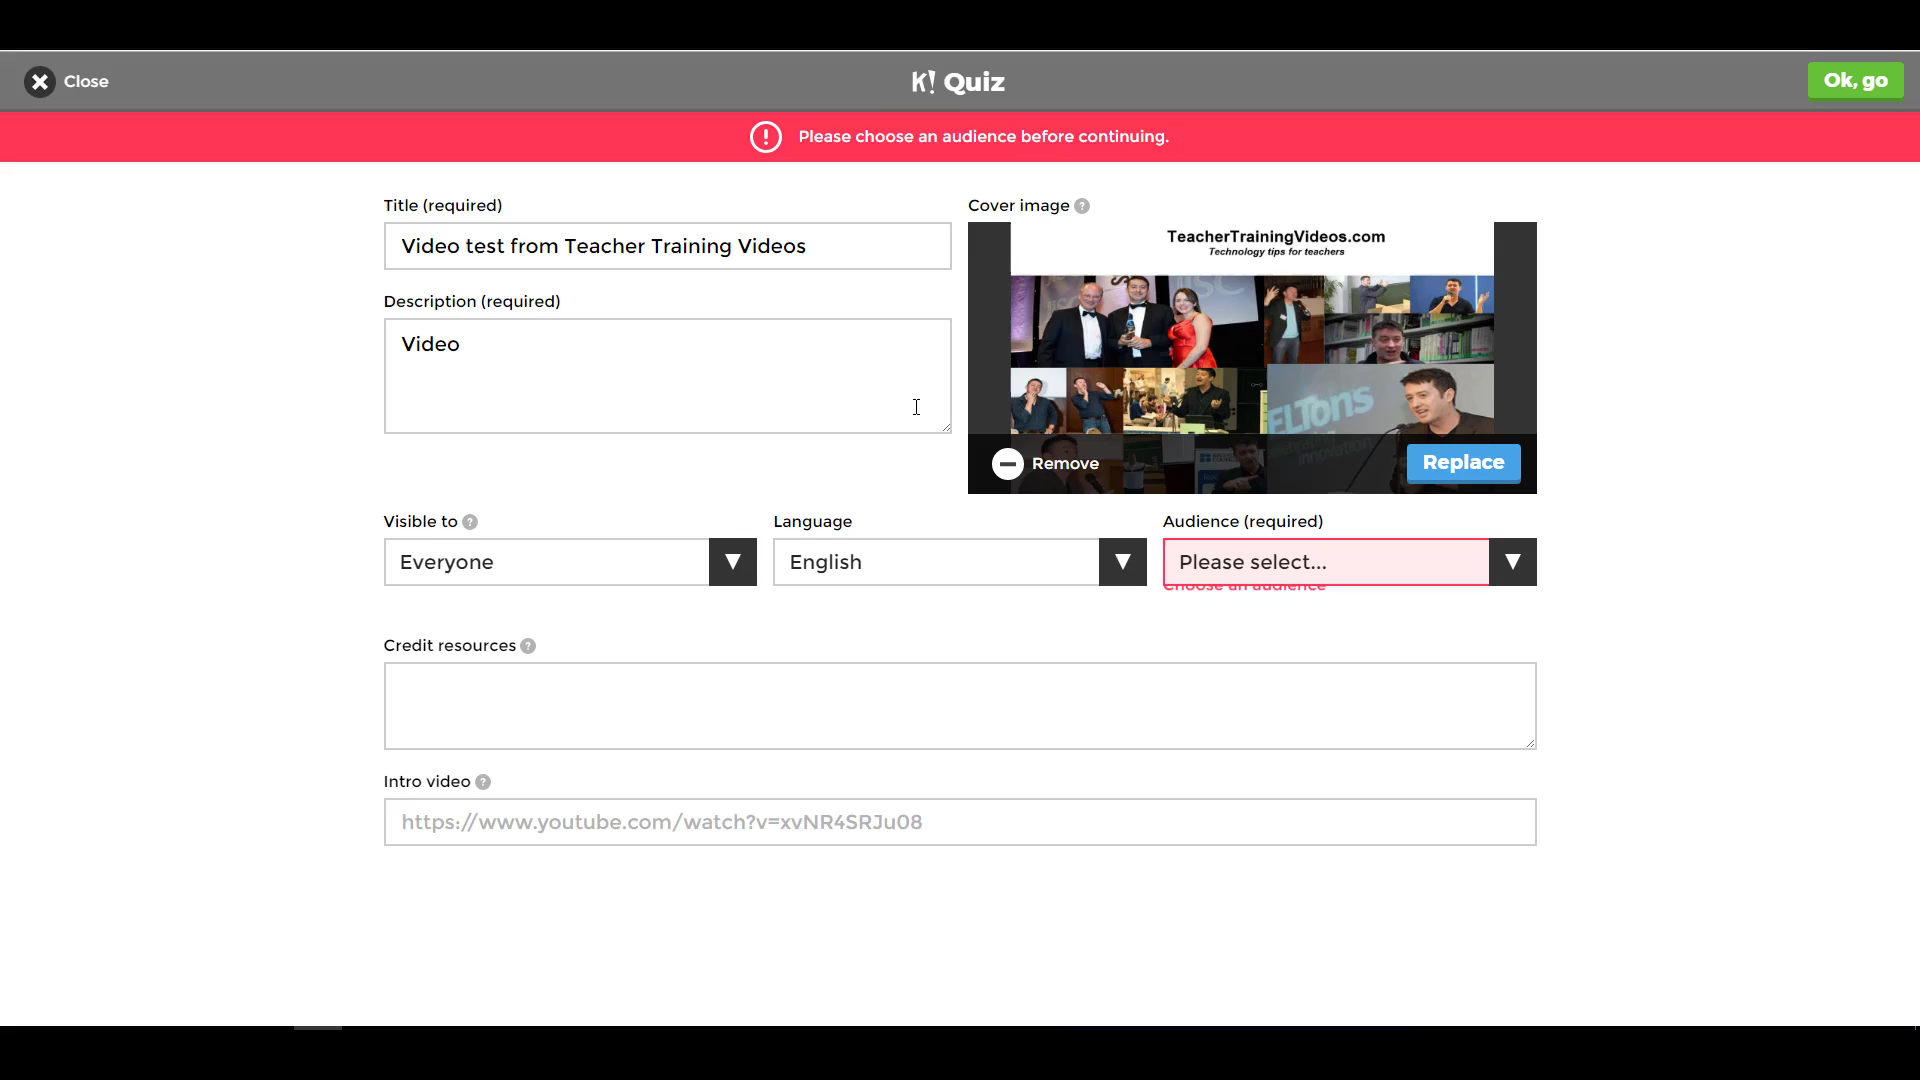 Close
K! Quiz
Ok, go
Please choose an audience before continuing.
Title (required)
Video test from Teacher Training Videos
Description (required)
Video
Cover image ?
TeacherTrainingVideos.com
Technology tips for teachers
ELTons
innovation
Remove
Replace
Visible to ?
Everyone
Language
English
Audience (required)
Please select...
Choose an audience
Credit resources ?
Intro video ?
https://www.youtube.com/watch?v=xvNR4SRJu08